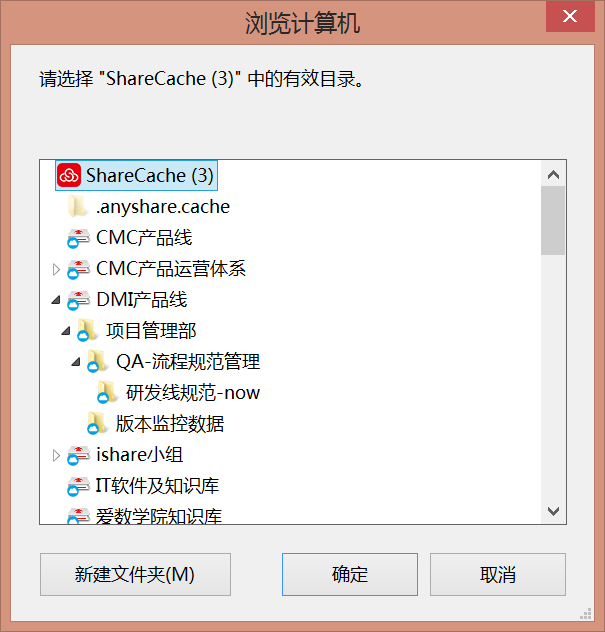 浏览计算机
请选择 "ShareCache (3)" 中的有效目录。
ShareCache (3)
.anyshare.cache
CMC产品线
CMC产品运营体系
DMI产品线
项目管理部
QA-流程规范管理
研发线规范-now
版本监控数据
ishare小组
IT软件及知识库
爱数学院知识库
新建文件夹(M)
确定
取消